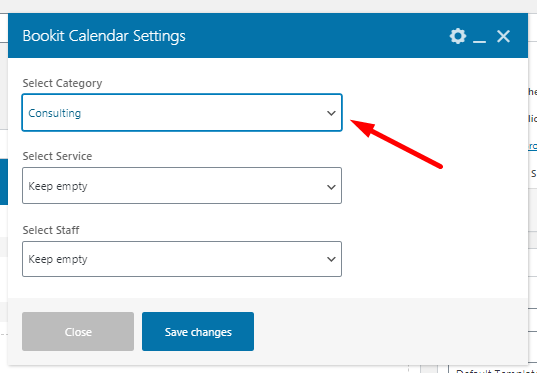 Bookit Calendar Settings
Select Category
Consulting
Select Service
Keep empty
Select Staff
Keep empty
Close
Save changes
S